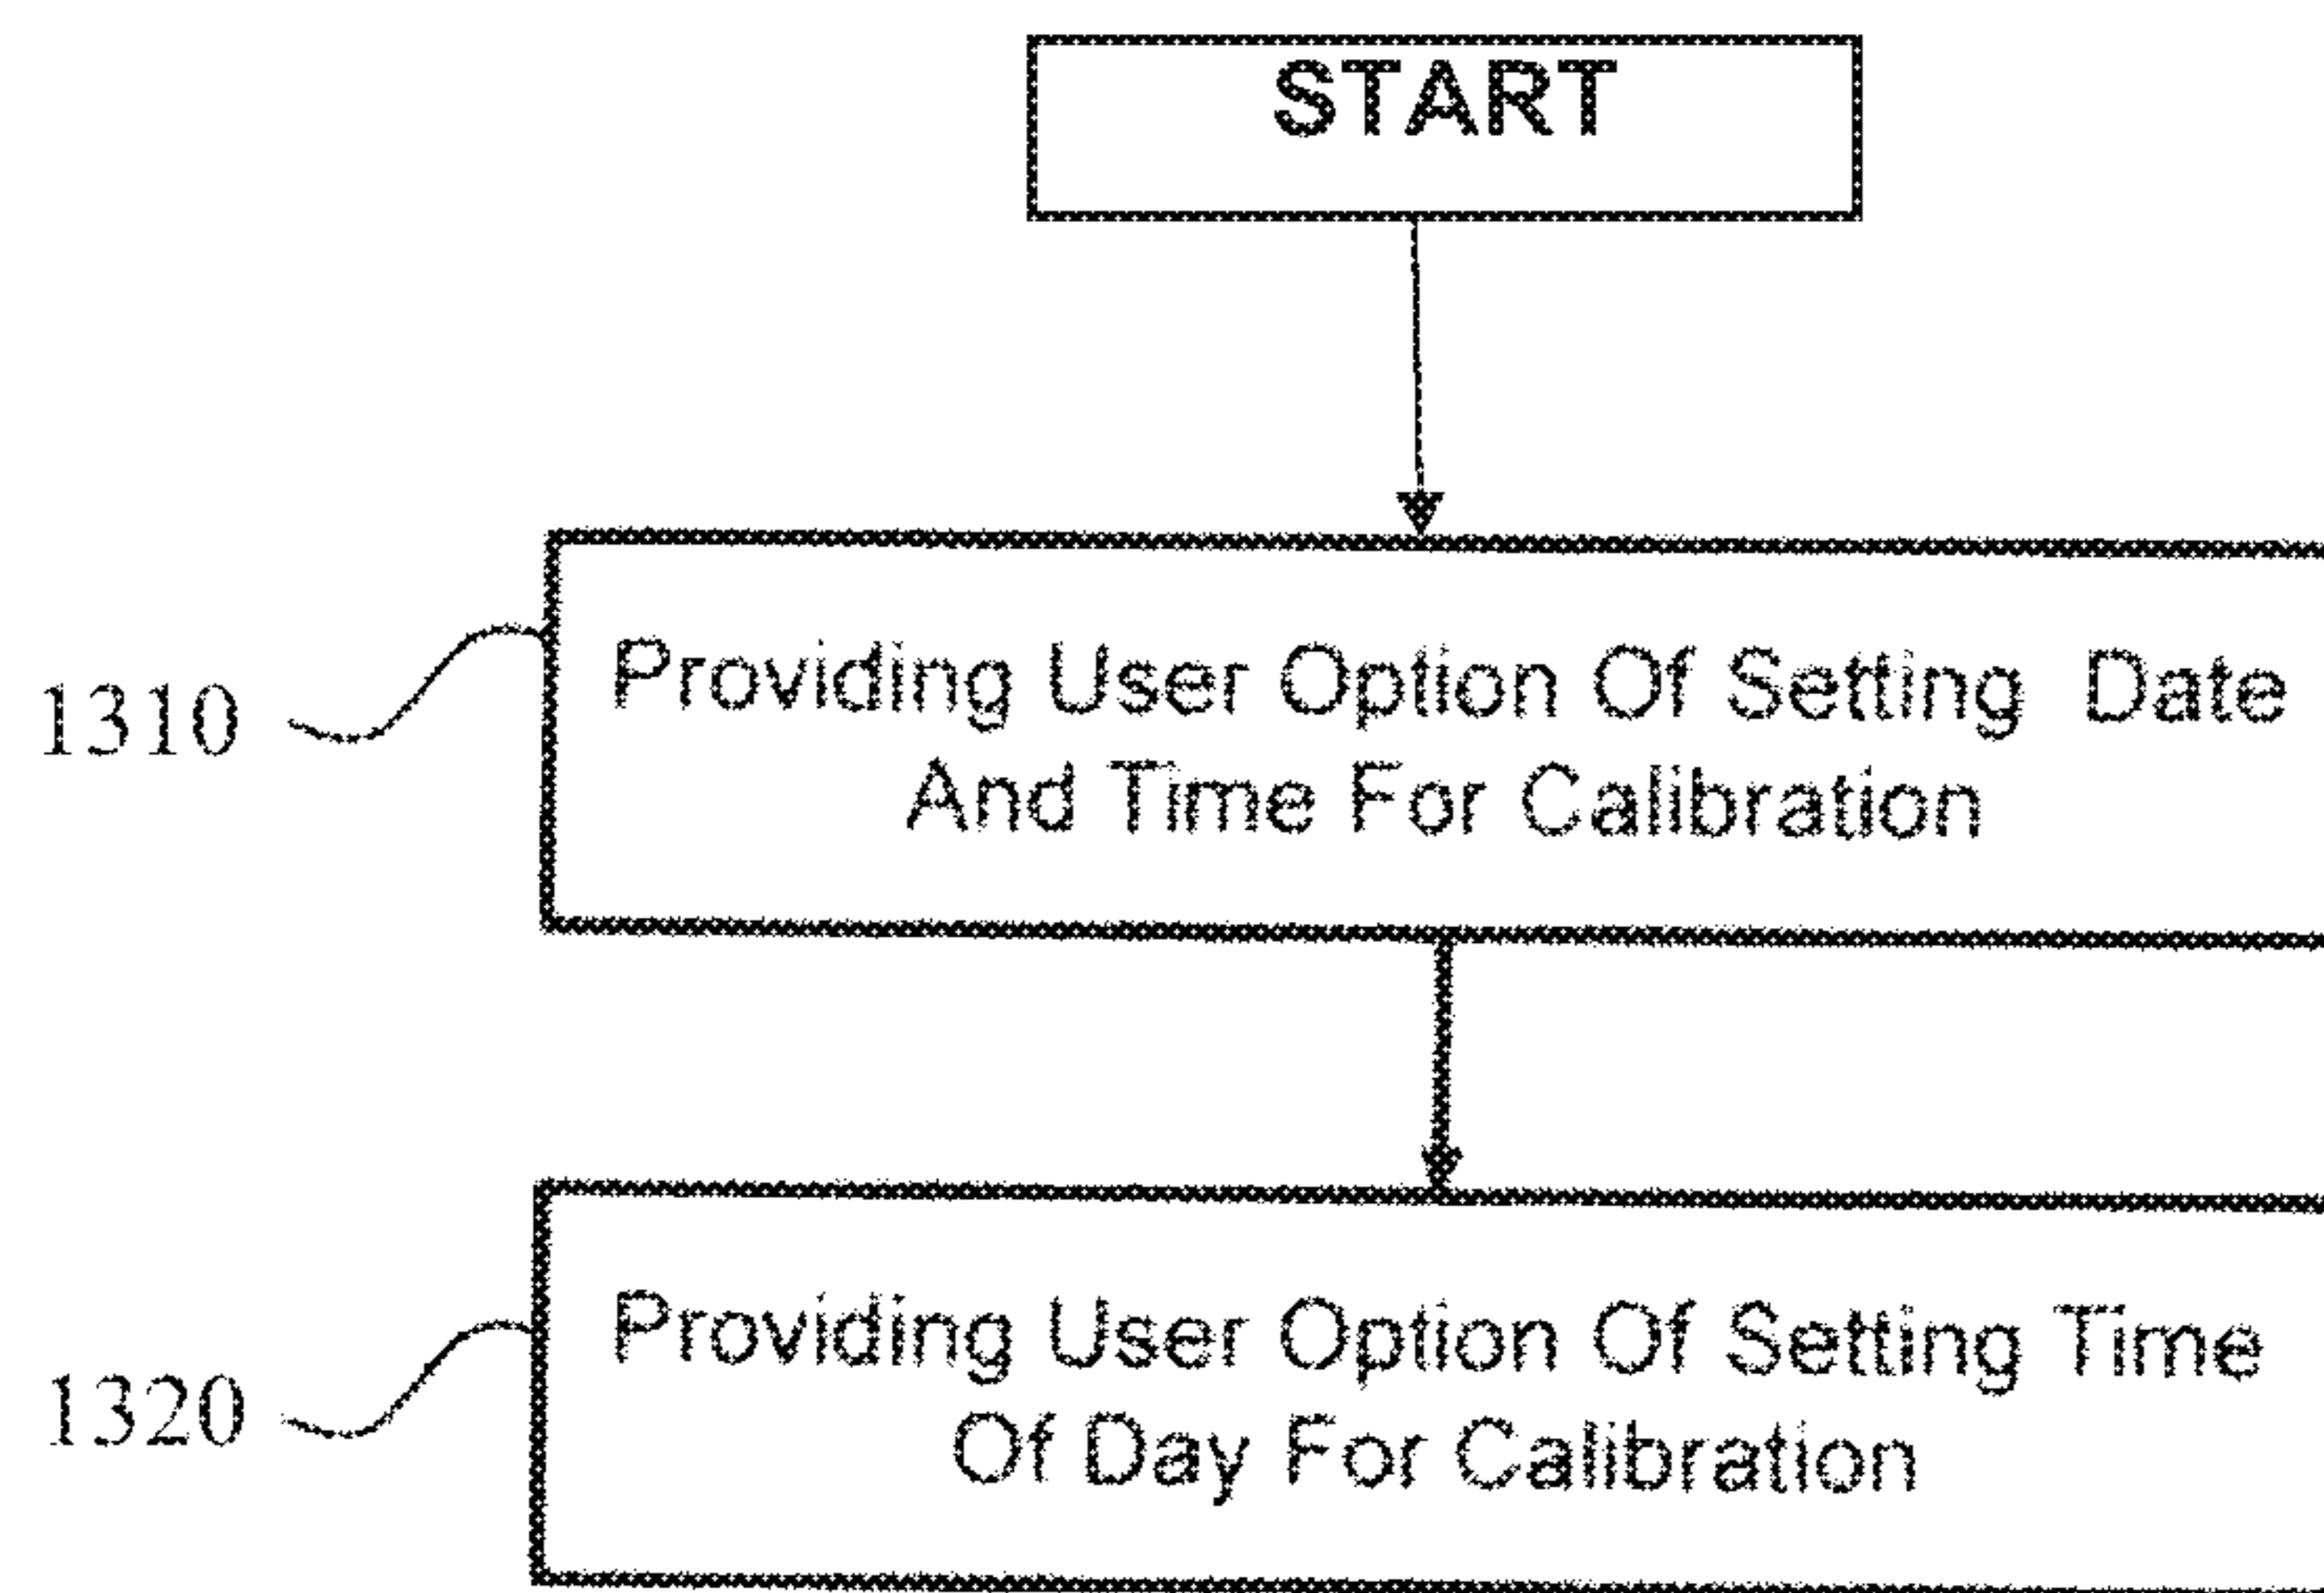 START
1310
Providing User Option Of Setting Date
And Time For Calibration
1320
Providing User Option Of Setting Time
Of Day For Calibration